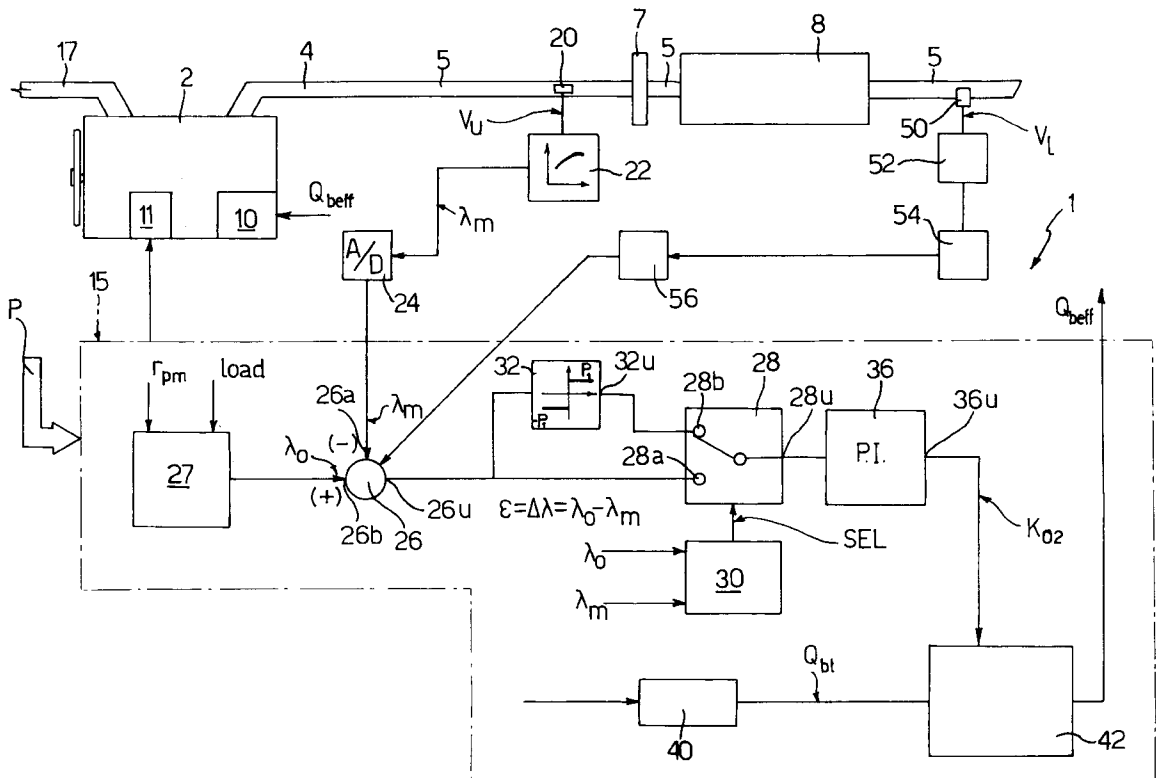 17
2
4
5
20
7
5
8
5
V_U
22
50
V_L
52
11
10
Q_beff
λ_m
A/D
24
56
54
1
P
15
r_pm
load
26a
λ_m
(-)
32
P_i
-P_i
32u
28b
28
28u
36
36u
Q_beff
27
λ_o
(+)
26b
26
26u
28a
P.I.
ε=Δλ=λ_o-λ_m
SEL
K_O2
λ_o
λ_m
30
Q_bt
40
42